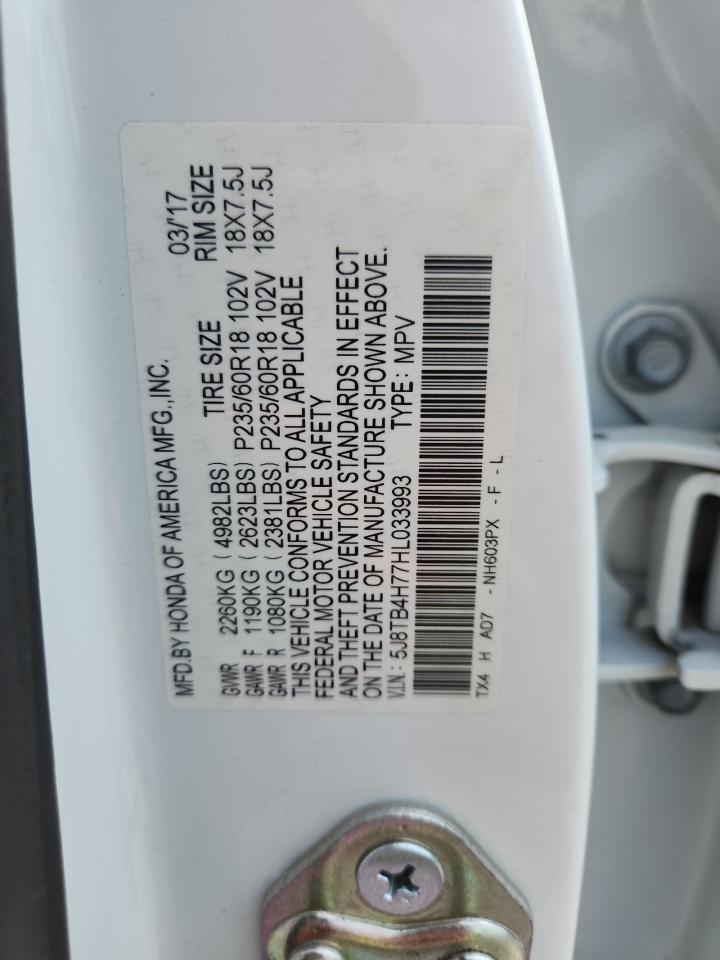 MFD.BY HONDA OF AMERICA MFG.,INC. 03/'17
TIRE SIZE RIM SIZE
GVWR 2260KG ( 4982LBS)
GAWR F 1190KG ( 2623LBS) P235/60R18 102V 18X7.5J
GAWR R 1080KG ( 2381LBS) P235/60R18 102V 18X7.5J
THIS VEHICLE CONFORMS TO ALL APPLICABLE
FEDERAL MOTOR VEHICLE SAFETY
AND THEFT PREVENTION STANDARDS IN EFFECT
ON THE DATE OF MANUFACTURE SHOWN ABOVE.
V.I.N.: 5J8TB4H77HL033993 TYPE: MPV
TX4 H AD7 -NH603PX -F -L